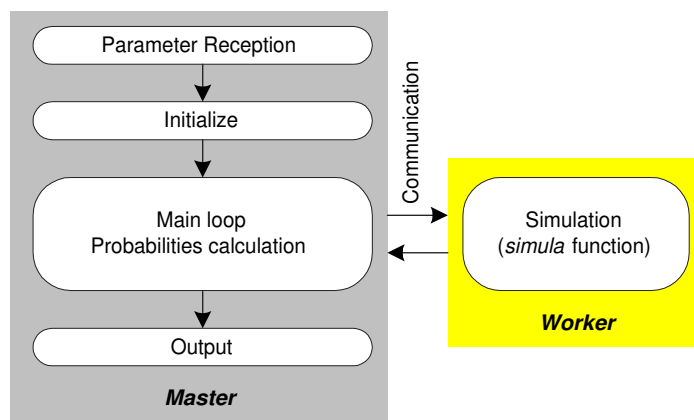 Parameter Reception
Initialize
Main loop
Probabilities calculation
Output
Master
Communication
Simulation
(simula function)
Worker